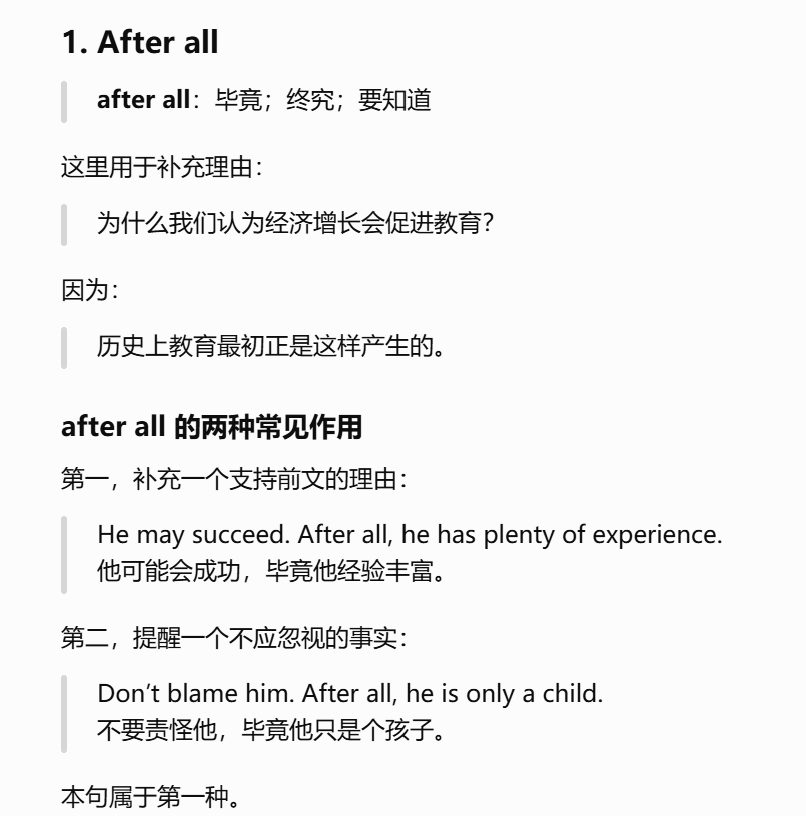 1. After all
after all：毕竟；终究；要知道
这里用于补充理由：
为什么我们认为经济增长会促进教育？
因为：
历史上教育最初正是这样产生的。
after all 的两种常见作用
第一，补充一个支持前文的理由：
He may succeed. After all, he has plenty of experience.
他可能会成功，毕竟他经验丰富。
第二，提醒一个不应忽视的事实：
Don’t blame him. After all, he is only a child.
不要责怪他，毕竟他只是个孩子。
本句属于第一种。